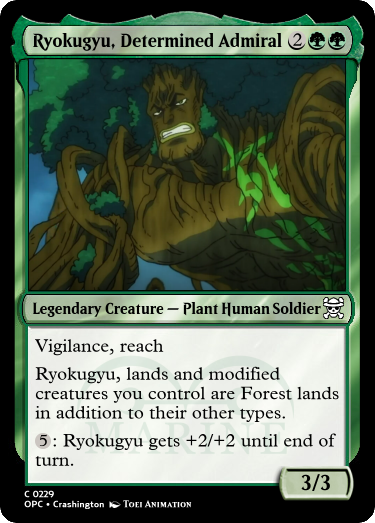 Ryokugyu, Determined Admiral 2
Legendary Creature — Plant Human Soldier
Vigilance, reach
Ryokugyu, lands and modified
creatures you control are Forest lands
in addition to their other types.
5: Ryokugyu gets +2/+2 until end of
turn.
MARINE
3/3
C 0229
OPC • Crashington TOEI ANIMATION